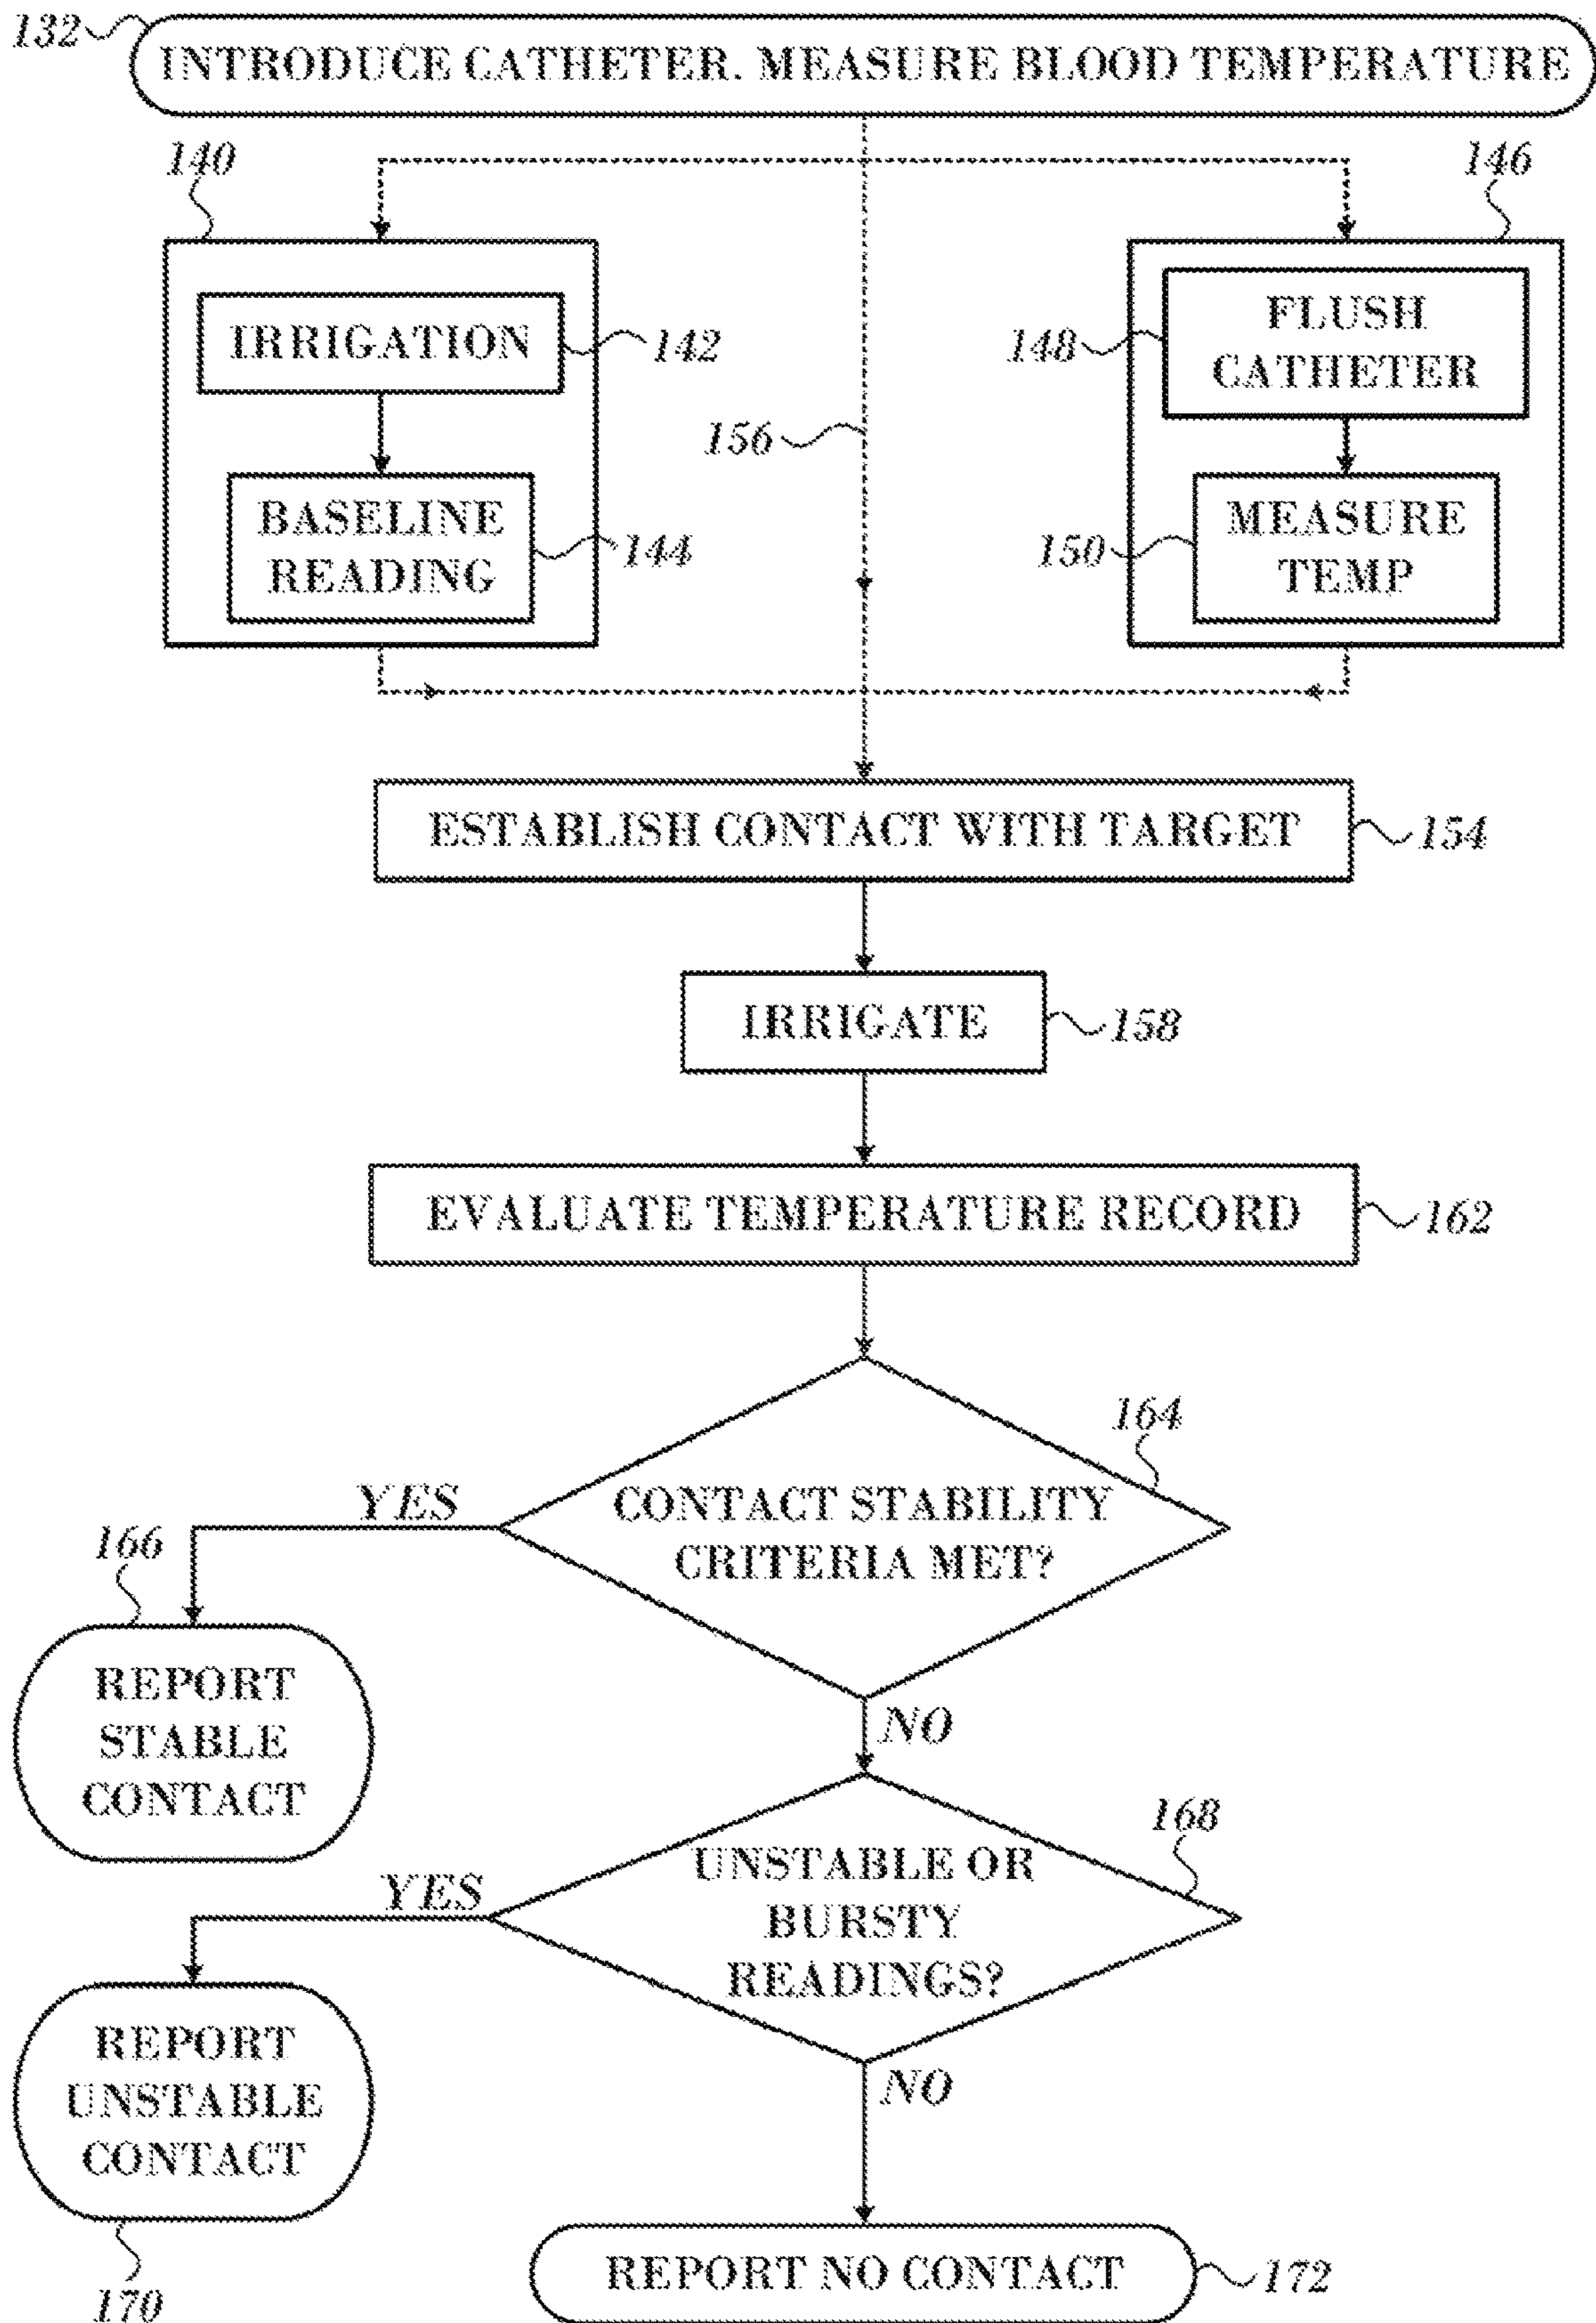 132
INTRODUCE CATHETER. MEASURE BLOOD TEMPERATURE
140
146
IRRIGATION
142
148
FLUSH
CATHETER
156
BASELINE
READING
144
150
MEASURE
TEMP
ESTABLISH CONTACT WITH TARGET
154
IRRIGATE
158
EVALUATE TEMPERATURE RECORD
162
164
CONTACT STABILITY
CRITERIA MET?
YES
166
REPORT
STABLE
CONTACT
NO
168
UNSTABLE OR
BURSTY
READINGS?
YES
REPORT
UNSTABLE
CONTACT
170
NO
REPORT NO CONTACT
172